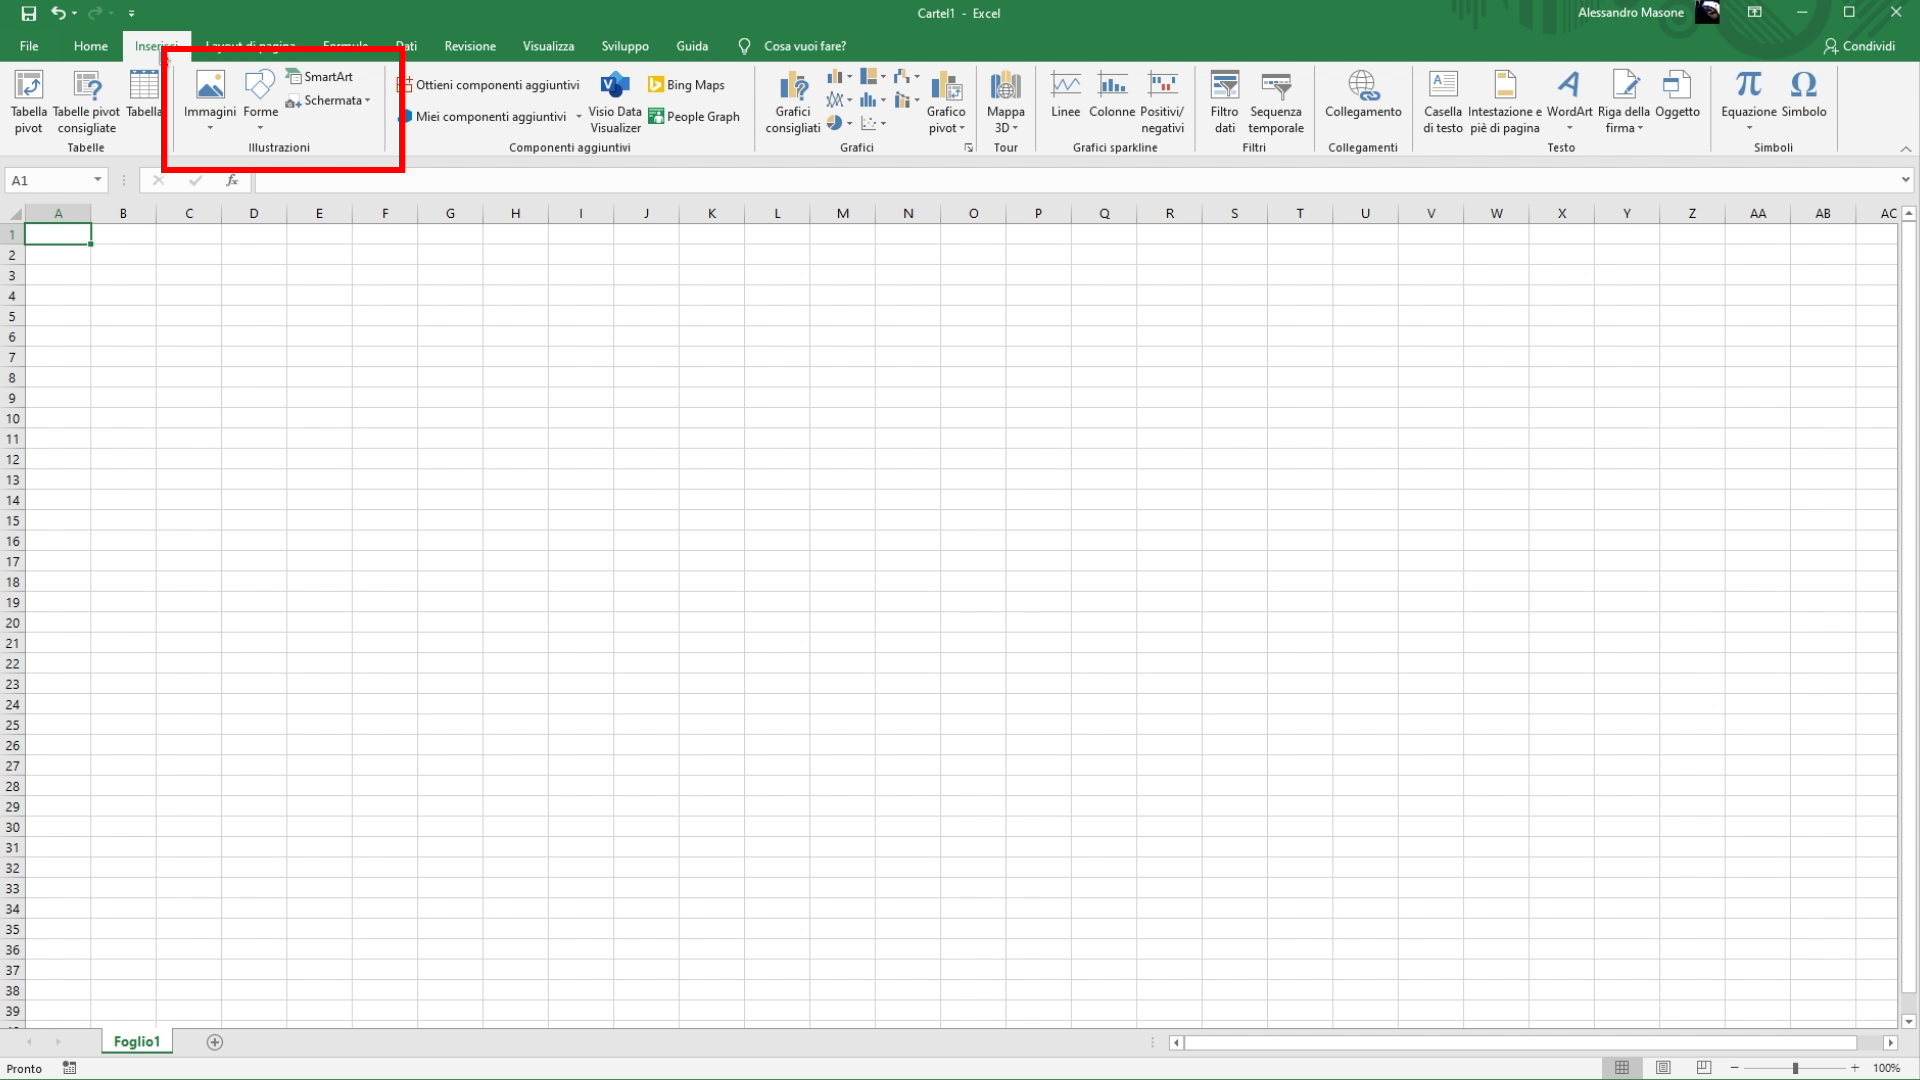 Cartel1 - Excel
Alessandro Masone
File Home Inserisci Layout di pagina Formule Dati Revisione Visualizza Sviluppo Guida Cosa vuoi fare? Condividi
Tabella pivot
Tabelle pivot consigliate
Tabella
Tabelle
Immagini
Forme
SmartArt
Schermata
Illustrazioni
Ottieni componenti aggiuntivi
Miei componenti aggiuntivi
Visio Data Visualizer
Bing Maps
People Graph
Componenti aggiuntivi
Grafici consigliati
Grafico pivot
Grafici
Mappa 3D
Tour
Linee
Colonne
Positivi/ negativi
Grafici sparkline
Filtro dati
Sequenza temporale
Filtri
Collegamento
Collegamenti
Casella di testo
Intestazione e piè di pagina
WordArt
Riga della firma
Oggetto
Testo
Equazione
Simbolo
Simboli
A1
fx
A B C D E F G H I J K L M N O P Q R S T U V W X Y Z AA AB AC
1
2
3
4
5
6
7
8
9
10
11
12
13
14
15
16
17
18
19
20
21
22
23
24
25
26
27
28
29
30
31
32
33
34
35
36
37
38
39
Foglio1
Pronto
100%